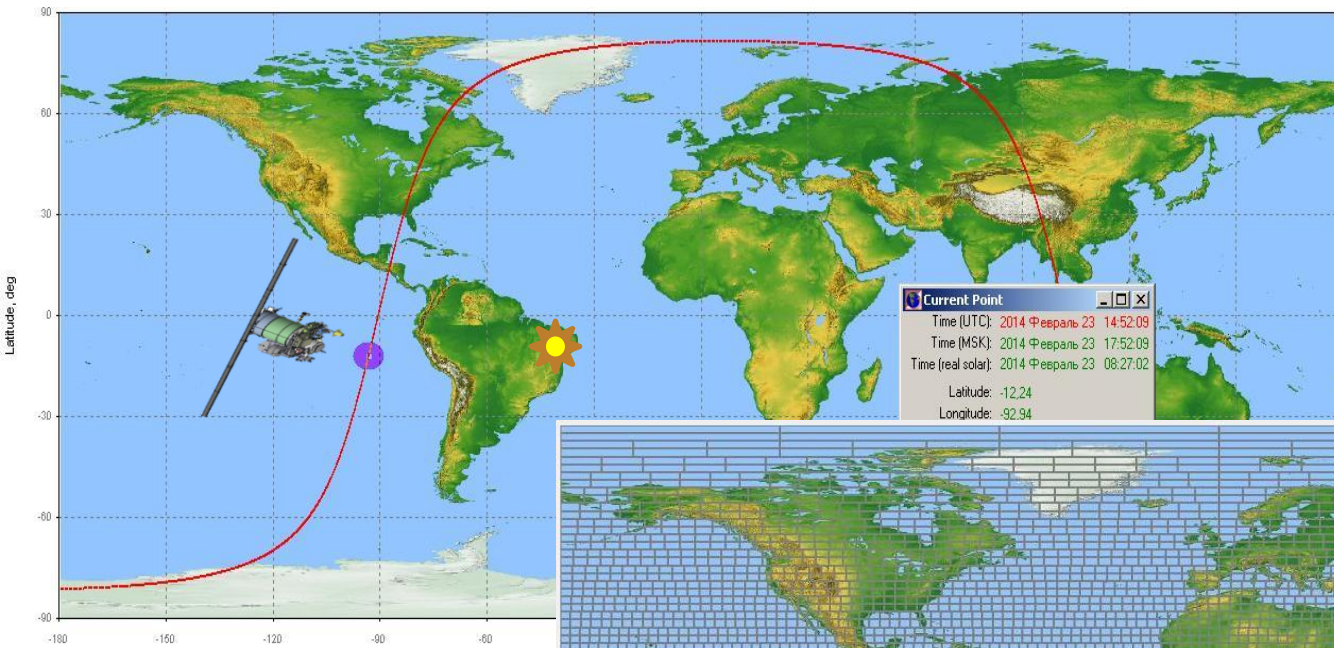 90
60
30
0
-30
-60
-90
Latitude, deg
-180
-150
-120
-90
-60
Current Point
Time (UTC): 2014 Февраль 23 14:52:09
Time (MSK): 2014 Февраль 23 17:52:09
Time (real solar): 2014 Февраль 23 08:27:02
Latitude: -12,24
Longitude: -92,94